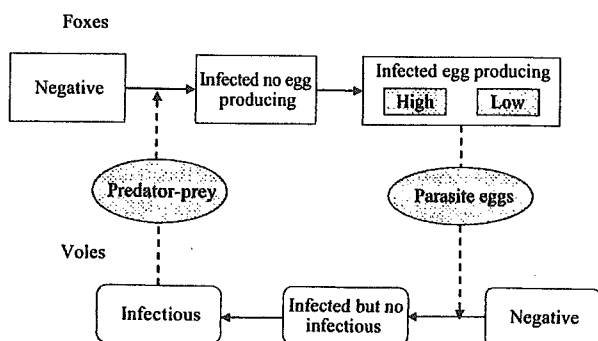 Foxes
Negative
Infected no egg
producing
Infected egg producing
High
Low
Predator-prey
Parasite eggs
Voles
Infectious
Infected but no
infectious
Negative